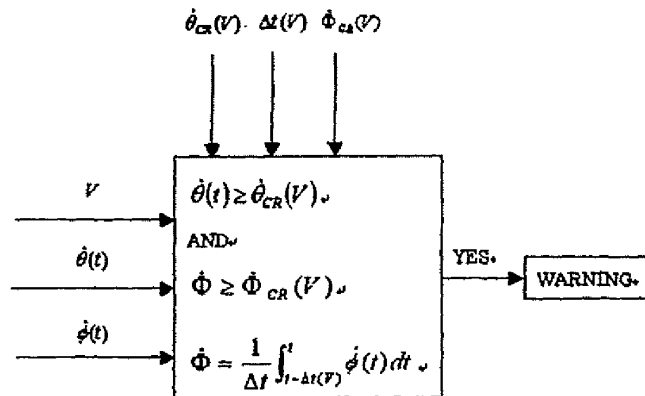 θ̇_CR(V). Δt(V) Φ̇_CR(V)
V
θ̇(t)
ϕ̇(t)
θ̇(t) ≥ θ̇_CR(V)
AND
Φ̇ ≥ Φ̇_CR(V)
Φ̇ = 1/Δt ∫_{t-Δt(V)}^{t} ϕ̇(t) dt
YES
WARNING